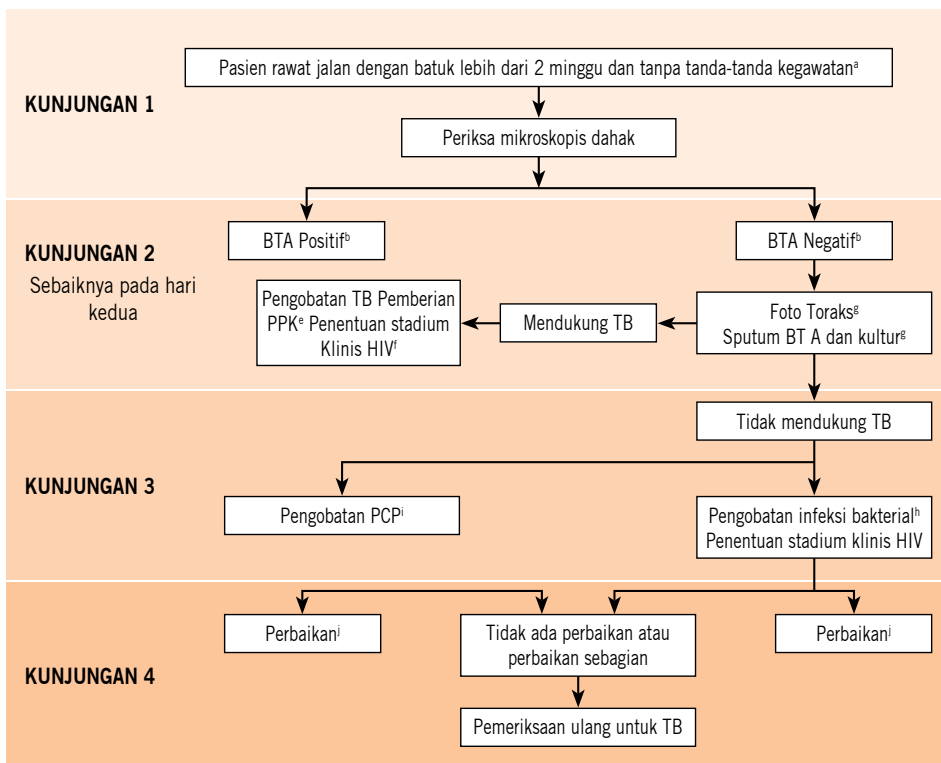 Pasien rawat jalan dengan batuk lebih dari 2 minggu dan tanpa tanda-tanda kegawatanᵃ
KUNJUNGAN 1
Periksa mikroskopis dahak
KUNJUNGAN 2
Sebaiknya pada hari
kedua
BTA Positifᵇ
BTA Negatifᵇ
Pengobatan TB Pemberian
PPKᵉ Penentuan stadium
Klinis HIVᶠ
Mendukung TB
Foto Toraksᵍ
Sputum BT A dan kulturᵍ
Tidak mendukung TB
KUNJUNGAN 3
Pengobatan PCPⁱ
Pengobatan infeksi bakterialʰ
Penentuan stadium klinis HIV
KUNJUNGAN 4
Perbaikanʲ
Tidak ada perbaikan atau
perbaikan sebagian
Perbaikanʲ
Pemeriksaan ulang untuk TB